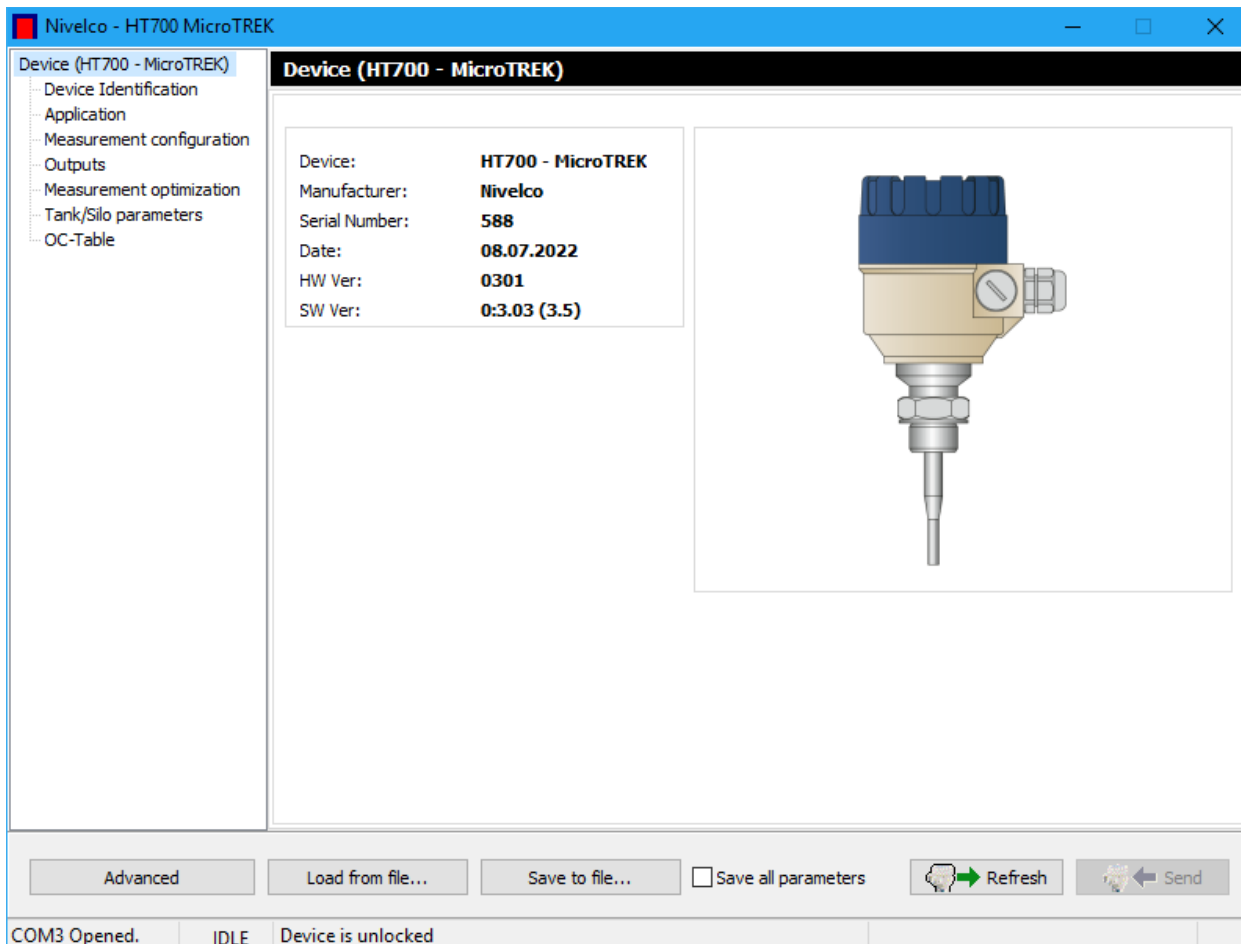 Nivelco - HT700 MicroTREK
Device (HT700 - MicroTREK)
Device Identification
Application
Measurement configuration
Outputs
Measurement optimization
Tank/Silo parameters
OC-Table
Device (HT700 - MicroTREK)
Device: HT700 - MicroTREK
Manufacturer: Nivelco
Serial Number: 588
Date: 08.07.2022
HW Ver: 0301
SW Ver: 0:3.03 (3.5)
Advanced Load from file... Save to file... Save all parameters Refresh Send
COM3 Opened. IDLE Device is unlocked